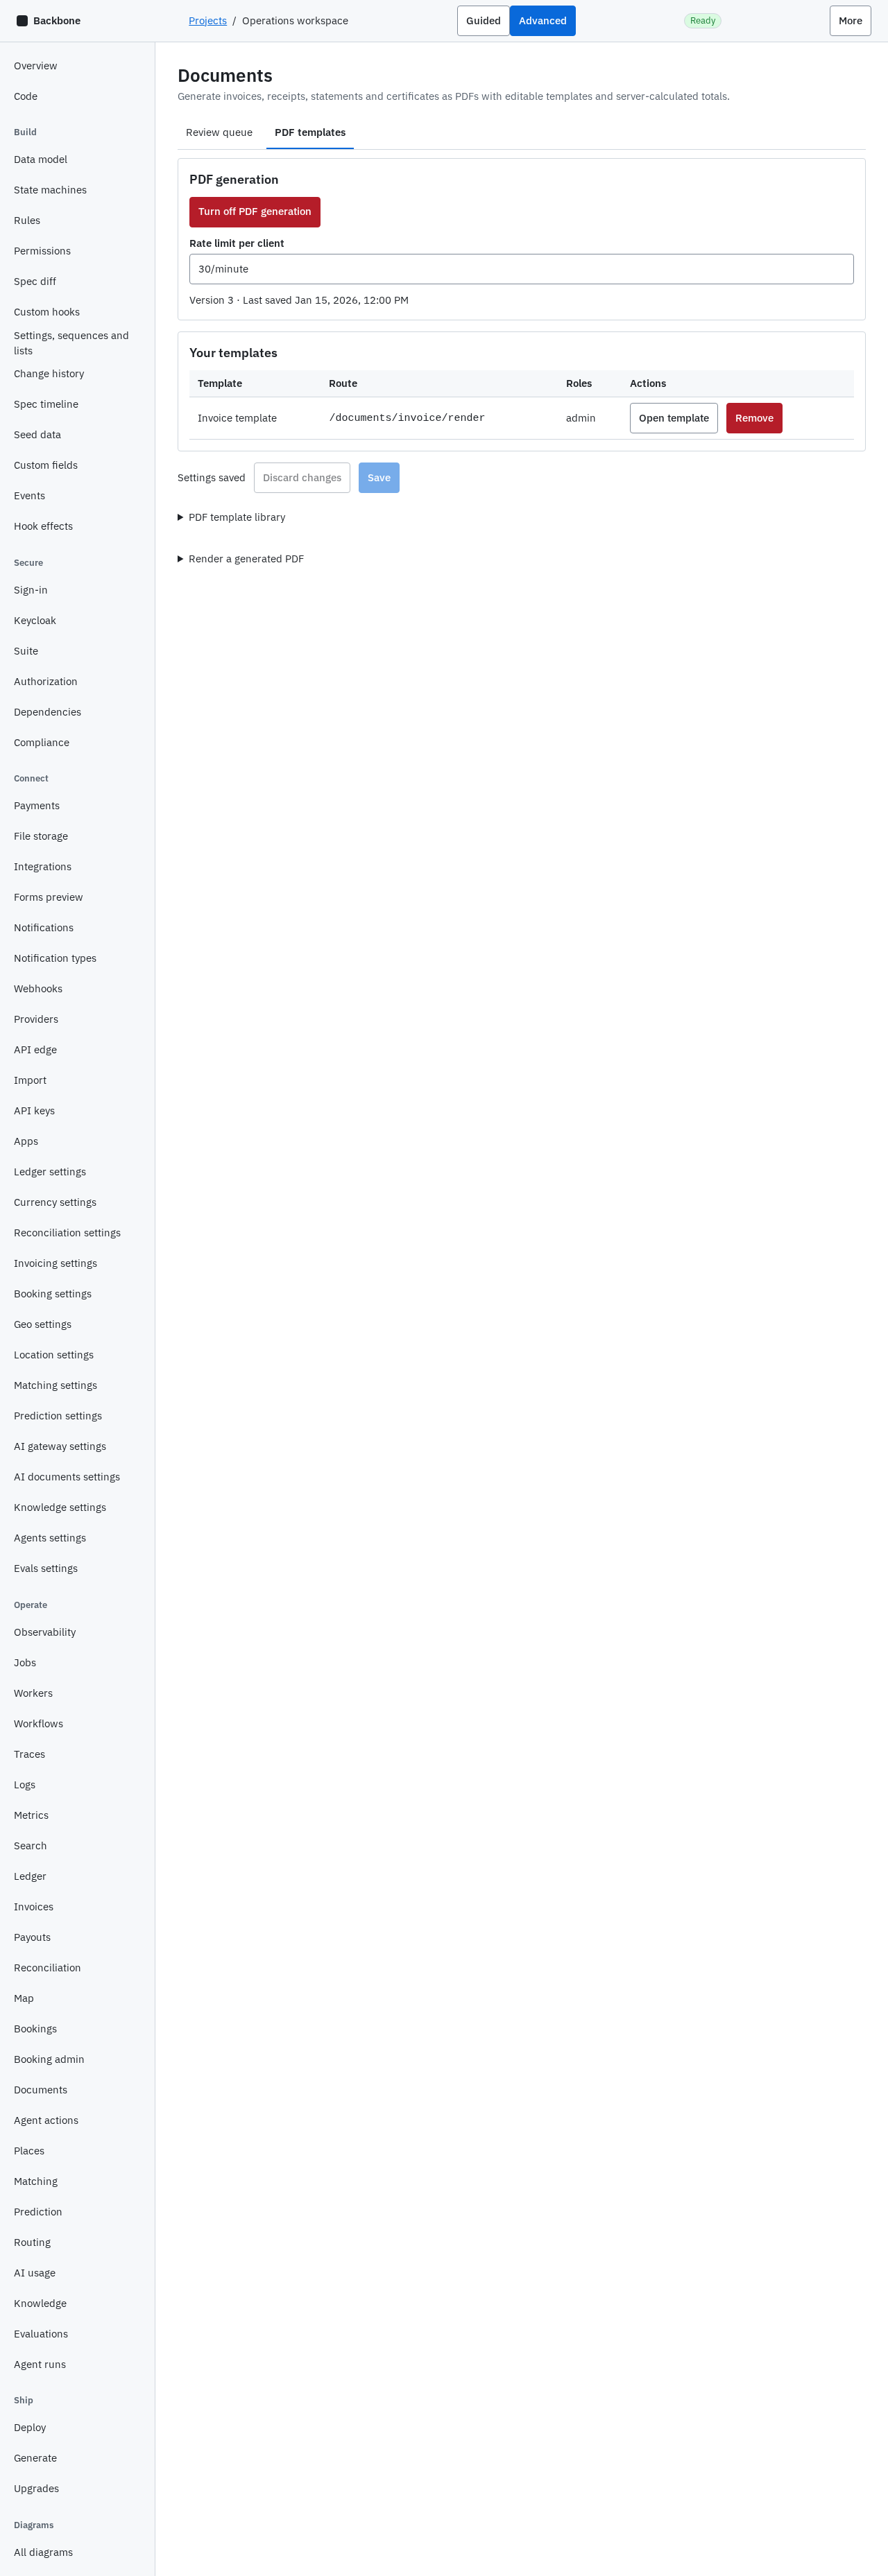 Backbone
Projects / Operations workspace
Guided
Advanced
Ready
More
Overview
Code
Build
Data model
State machines
Rules
Permissions
Spec diff
Custom hooks
Settings, sequences and
lists
Change history
Spec timeline
Seed data
Custom fields
Events
Hook effects
Secure
Sign-in
Keycloak
Suite
Authorization
Dependencies
Compliance
Connect
Payments
File storage
Integrations
Forms preview
Notifications
Notification types
Webhooks
Providers
API edge
Import
API keys
Apps
Ledger settings
Currency settings
Reconciliation settings
Invoicing settings
Booking settings
Geo settings
Location settings
Matching settings
Prediction settings
AI gateway settings
AI documents settings
Knowledge settings
Agents settings
Evals settings
Operate
Observability
Jobs
Workers
Workflows
Traces
Logs
Metrics
Search
Ledger
Invoices
Payouts
Reconciliation
Map
Bookings
Booking admin
Documents
Agent actions
Places
Matching
Prediction
Routing
AI usage
Knowledge
Evaluations
Agent runs
Ship
Deploy
Generate
Upgrades
Diagrams
All diagrams
Documents
Generate invoices, receipts, statements and certificates as PDFs with editable templates and server-calculated totals.
Review queue
PDF templates
PDF generation
Turn off PDF generation
Rate limit per client
30/minute
Version 3 · Last saved Jan 15, 2026, 12:00 PM
Your templates
Template Route Roles Actions
Invoice template /documents/invoice/render admin Open template Remove
Settings saved Discard changes Save
PDF template library
Render a generated PDF